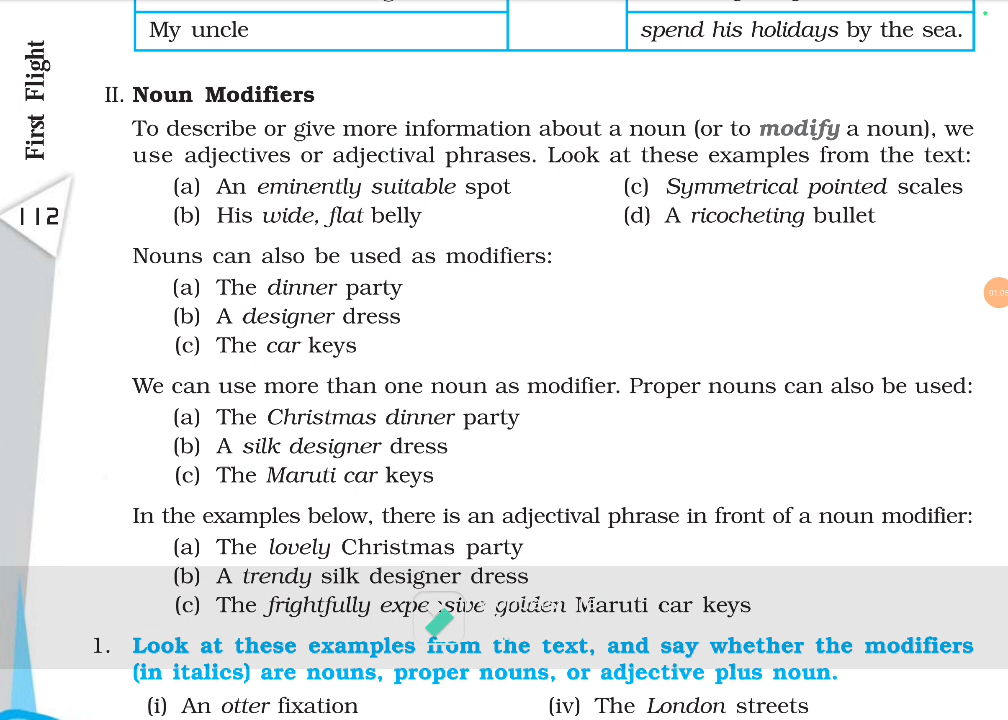 My uncle
spend his holidays by the sea.
First Flight
112
II. Noun Modifiers
To describe or give more information about a noun (or to modify a noun), we
use adjectives or adjectival phrases. Look at these examples from the text:
(a) An eminently suitable spot
(c) Symmetrical pointed scales
(b) His wide, flat belly
(d) A ricocheting bullet
Nouns can also be used as modifiers:
(a) The dinner party
(b) A designer dress
(c) The car keys
We can use more than one noun as modifier. Proper nouns can also be used:
(a) The Christmas dinner party
(b) A silk designer dress
(c) The Maruti car keys
In the examples below, there is an adjectival phrase in front of a noun modifier:
(a) The lovely Christmas party
(b) A trendy silk designer dress
(c) The frightfully expensive golden Maruti car keys
1. Look at these examples from the text, and say whether the modifiers
(in italics) are nouns, proper nouns, or adjective plus noun.
(i) An otter fixation
(iv) The London streets